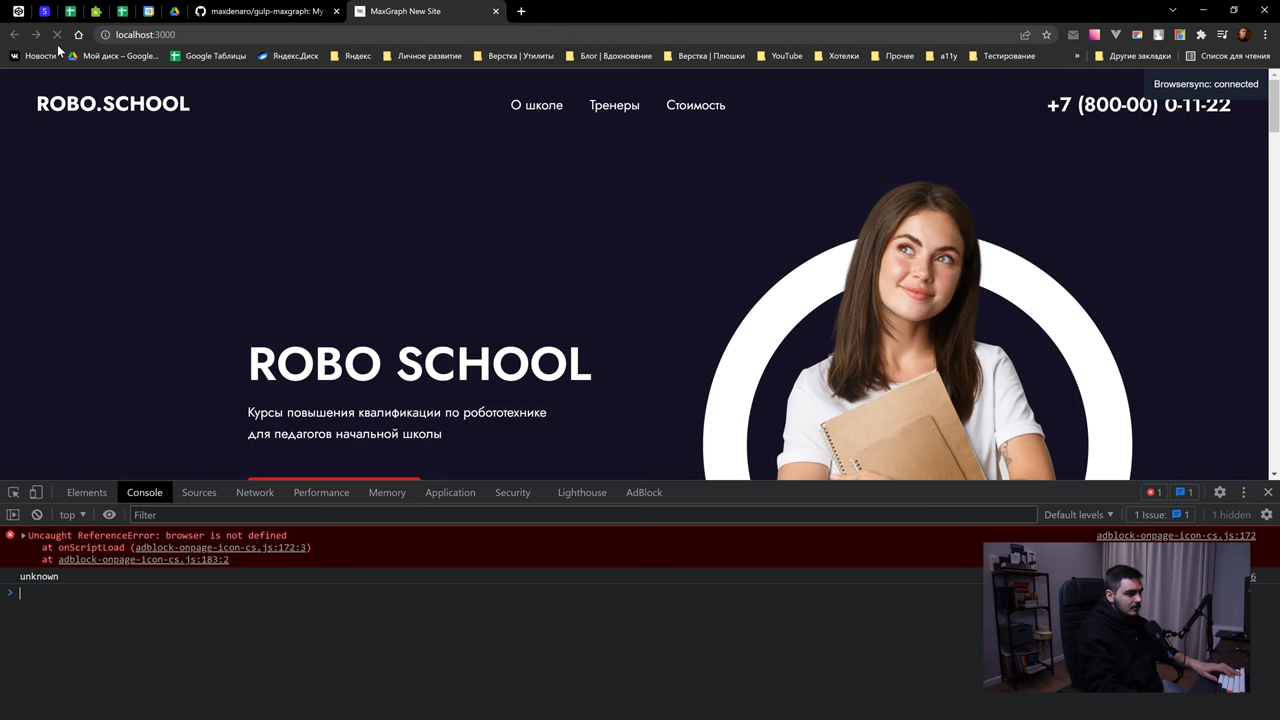 maxdenaro/gulp-maxgraph: My
MaxGraph New Site
localhost:3000
Новости
Мой диск – Google...
Google Таблицы
Яндекс.Диск
Яндекс
Личное развитие
Верстка | Утилиты
Блог | Вдохновение
Верстка | Плюшки
YouTube
Хотелки
Прочее
a11y
Тестирование
»
Другие закладки
Список для чтения
Browsersync: connected
ROBO.SCHOOL
О школе
Тренеры
Стоимость
+7 (800-00) 0-11-22
ROBO SCHOOL
Курсы повышения квалификации по робототехнике
для педагогов начальной школы
Elements
Console
Sources
Network
Performance
Memory
Application
Security
Lighthouse
AdBlock
1
1
top
Filter
Default levels
1 Issue:
1
1 hidden
Uncaught ReferenceError: browser is not defined
adblock-onpage-icon-cs.js:172
at onScriptLoad (adblock-onpage-icon-cs.js:172:3)
at adblock-onpage-icon-cs.js:183:2
unknown
6